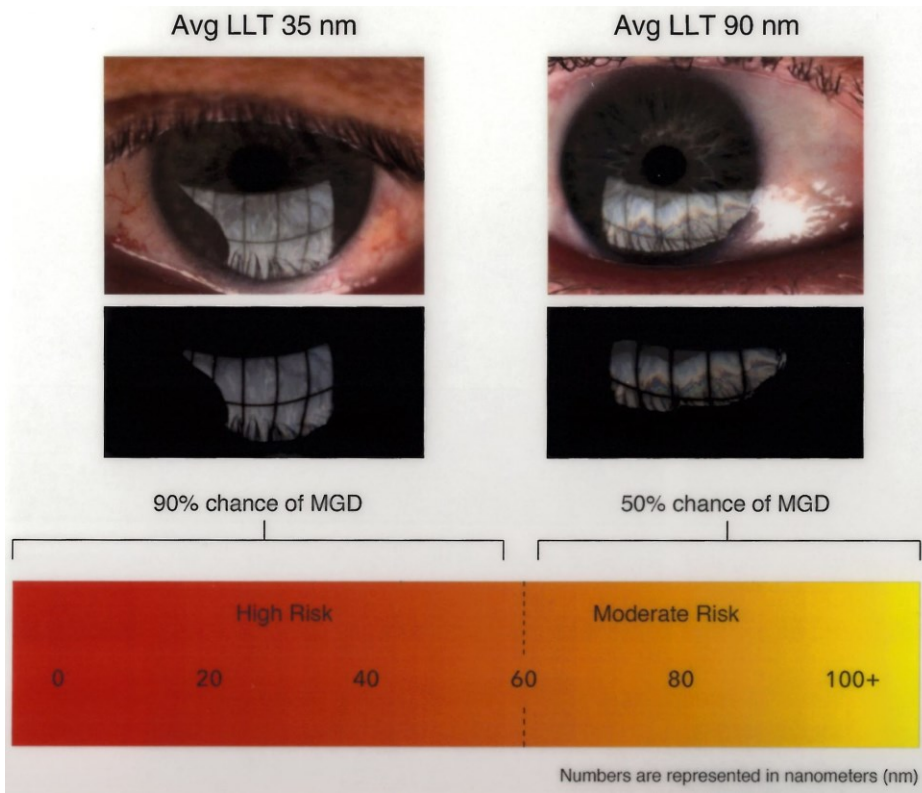 Avg LLT 35 nm
Avg LLT 90 nm
90% chance of MGD
50% chance of MGD
High Risk
Moderate Risk
0 20 40 60 80 100+
Numbers are represented in nanometers (nm)